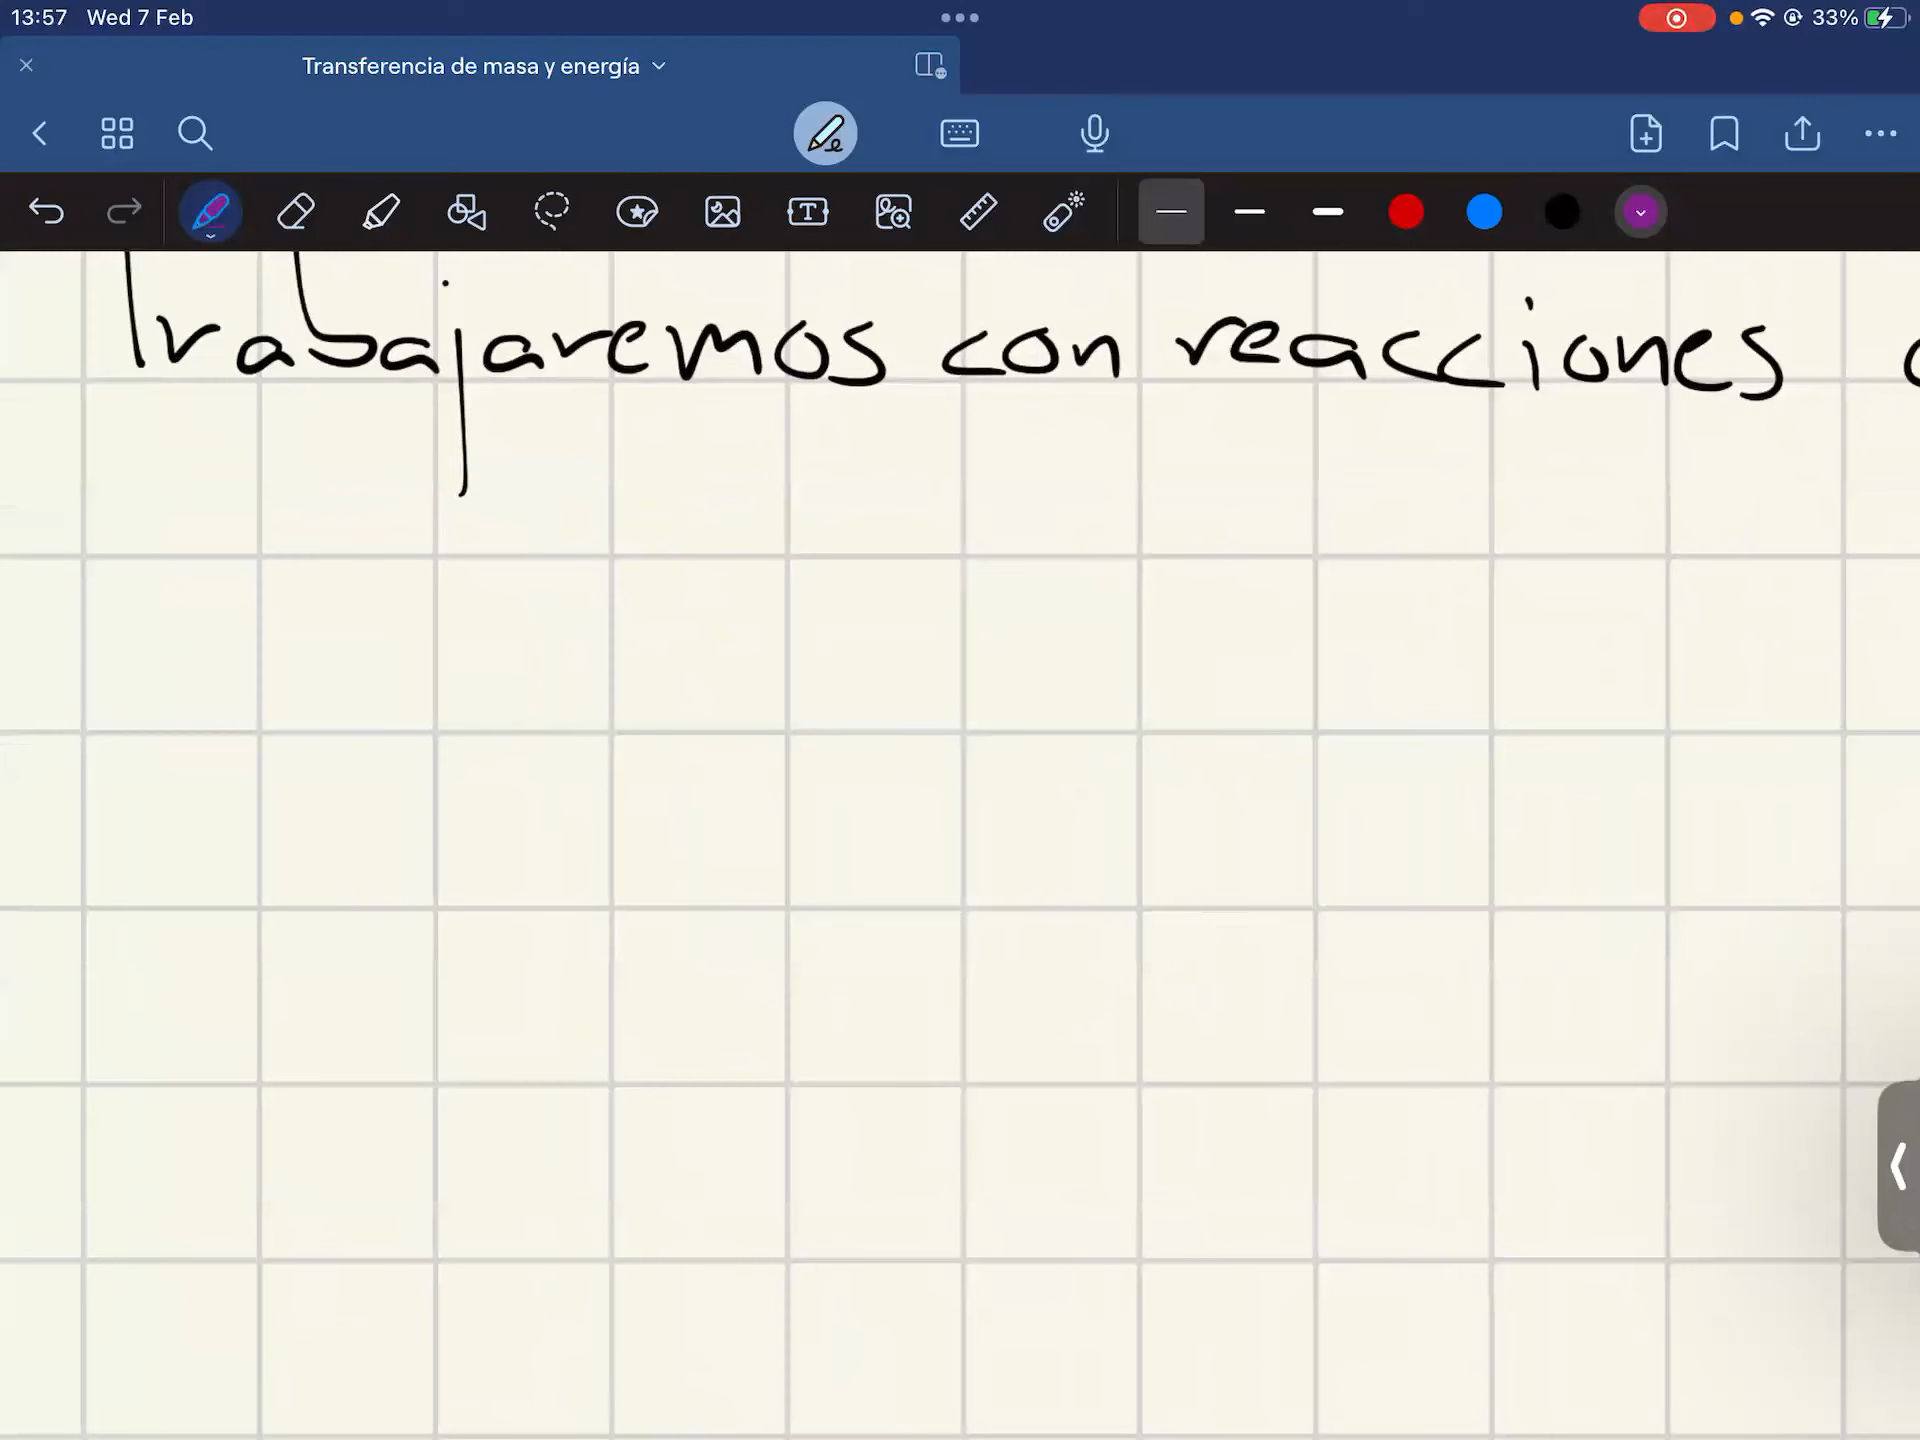 13:57 Wed 7 Feb 33%
Transferencia de masa y energía
Trabajaremos con reacciones